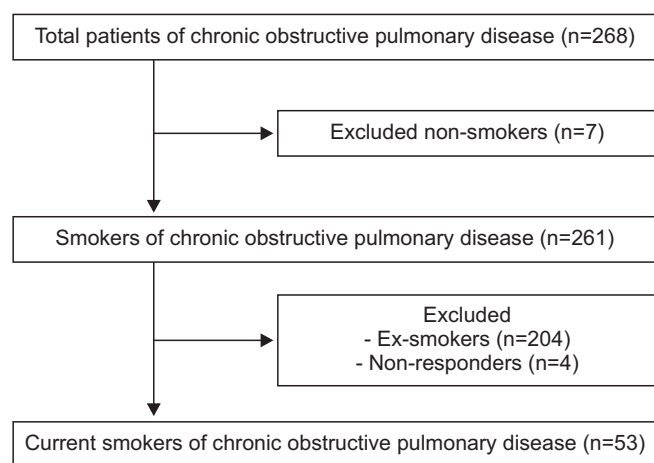 Total patients of chronic obstructive pulmonary disease (n=268)
Excluded non-smokers (n=7)
Smokers of chronic obstructive pulmonary disease (n=261)
Excluded
- Ex-smokers (n=204)
- Non-responders (n=4)
Current smokers of chronic obstructive pulmonary disease (n=53)